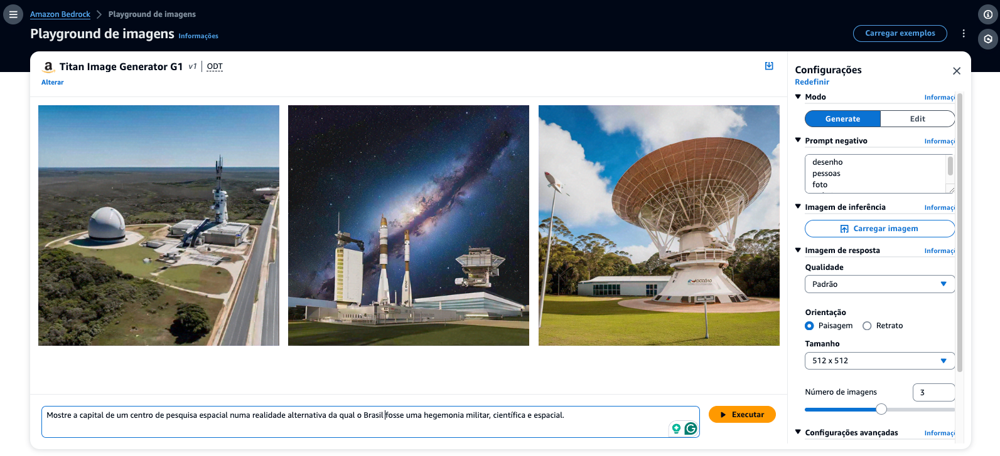 Amazon Bedrock > Playground de imagens
Playground de imagens Informações
Carregar exemplos
Titan Image Generator G1 v1 | ODT
Alterar
Mostre a capital de um centro de pesquisa espacial numa realidade alternativa da qual o Brasil fosse uma hegemonia militar, científica e espacial.
Executar
Configurações
Redefinir
Modo Informaç
Generate Edit
Prompt negativo Informaç
desenho
pessoas
foto
Imagem de inferência Informaç
Carregar imagem
Imagem de resposta Informaç
Qualidade
Padrão
Orientação
Paisagem Retrato
Tamanho
512 x 512
Número de imagens 3
Configurações avançadas Informaç